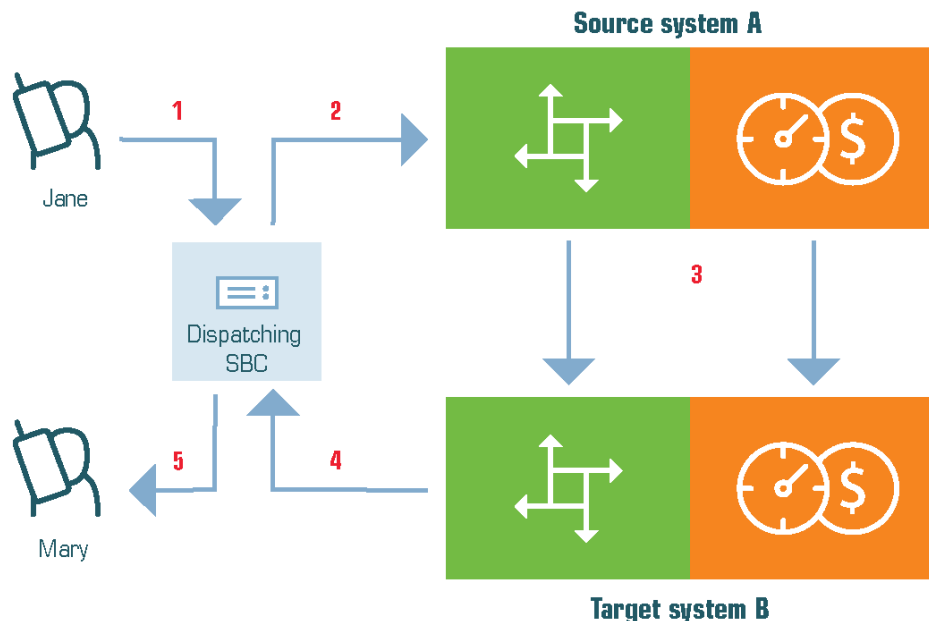 Source system A
1
2
$
Jane
3
Dispatching
SBC
5
4
$
Mary
Target system B